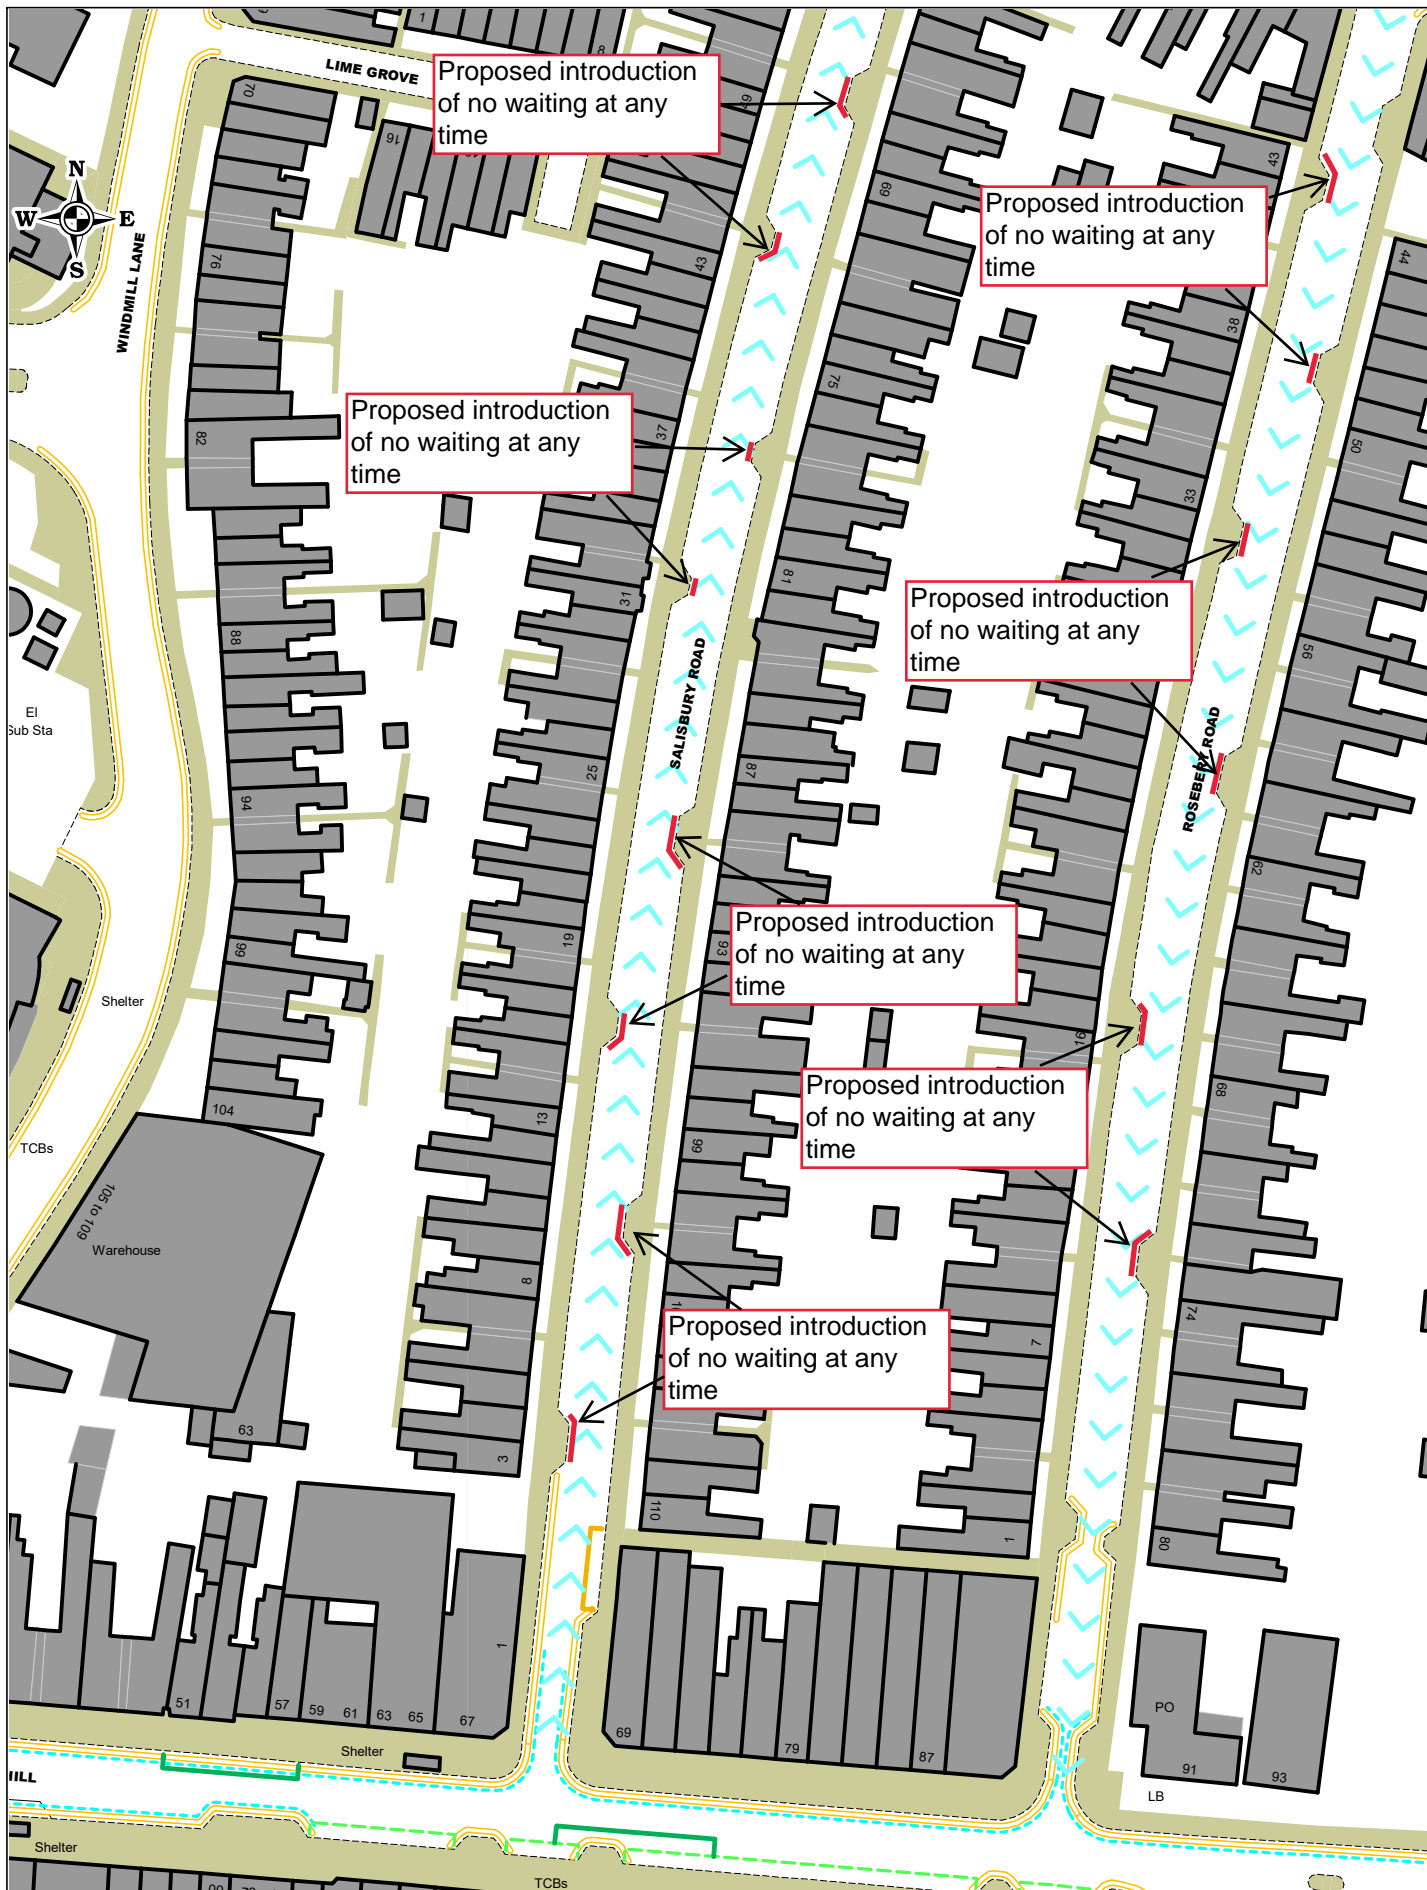 1
8
LIME GROVE
Proposed introduction
of no waiting at any
time
70
16
49
43
69
N
W E
S
WINDMILL LANE
76
43
Proposed introduction
of no waiting at any
time
44
38
75
Proposed introduction
of no waiting at any
time
37
82
50
33
81
31
Proposed introduction
of no waiting at any
time
88
56
SALISBURY ROAD
El
Sub Sta
ROSEBERY ROAD
25
87
94
62
19
93
99
Proposed introduction
of no waiting at any
time
Shelter
16
104
13
68
Proposed introduction
of no waiting at any
time
TCBs
99
105 to 109
Warehouse
8
74
Proposed introduction
of no waiting at any
time
7
63
3
110
1
80
1
51
57
59
61
63
65
67
69
79
87
PO
91
93
LB
Shelter
HILL
Shelter
TCBs